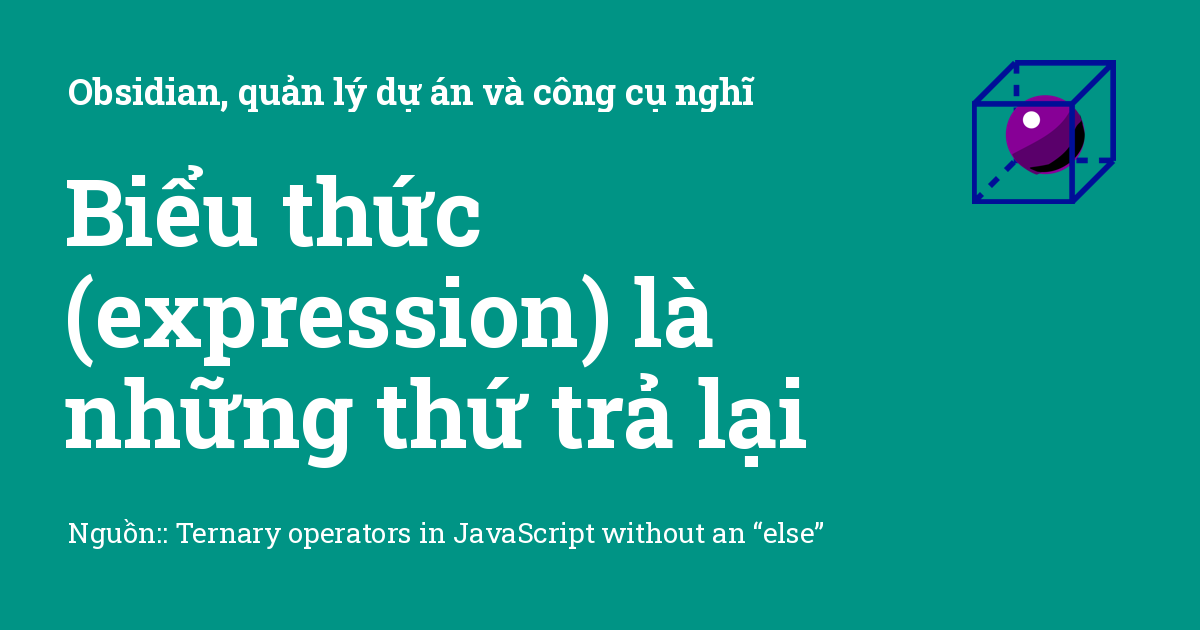 Obsidian, quản lý dự án và công cụ nghĩ
Biểu thức
(expression) là
những thứ trả lại
Nguồn:: Ternary operators in JavaScript without an “else”